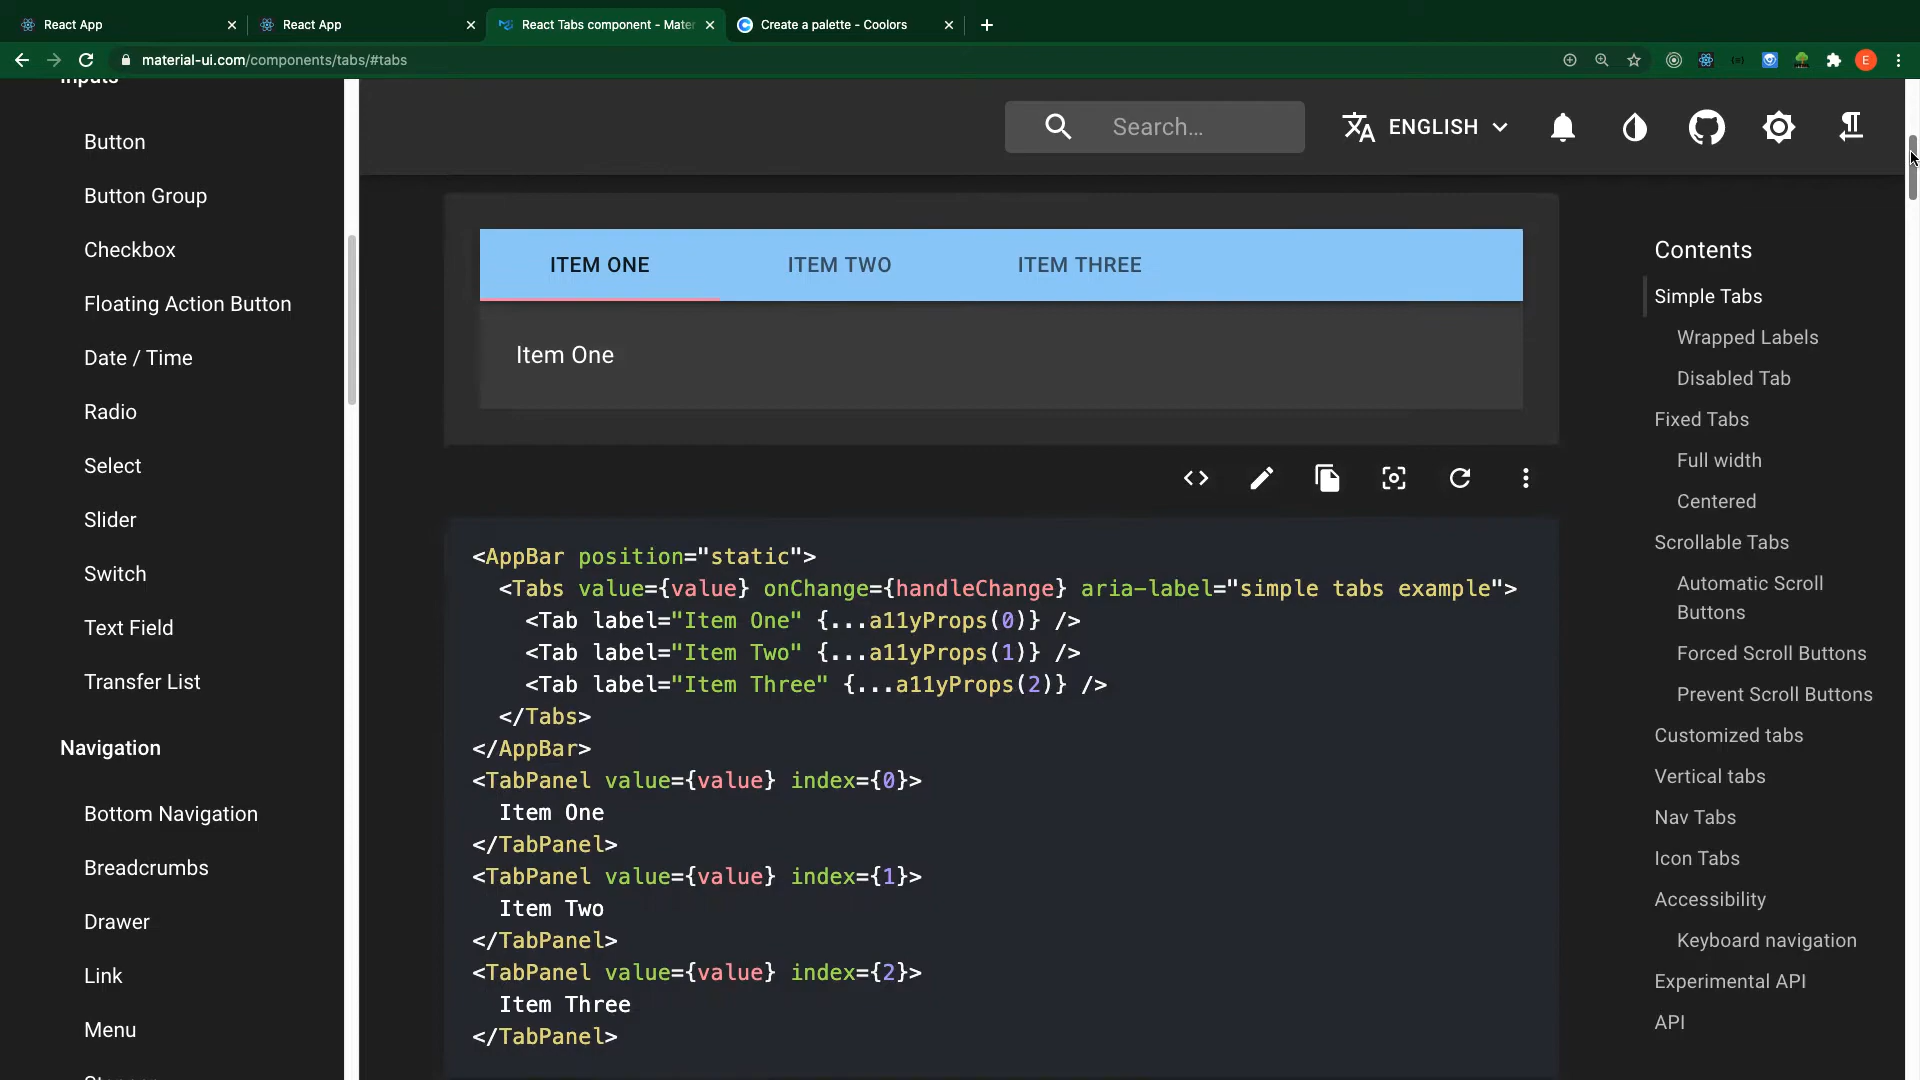 React App
React App
React Tabs component - Mater
Create a palette - Coolors
material-ui.com/components/tabs/#tabs
E
Inputs
Button
Button Group
Checkbox
Floating Action Button
Date / Time
Radio
Select
Slider
Switch
Text Field
Transfer List
Navigation
Bottom Navigation
Breadcrumbs
Drawer
Link
Menu
Search…
ENGLISH
ITEM ONE
ITEM TWO
ITEM THREE
Item One
<AppBar position="static">
<Tabs value={value} onChange={handleChange} aria-label="simple tabs example">
<Tab label="Item One" {...a11yProps(0)} />
<Tab label="Item Two" {...a11yProps(1)} />
<Tab label="Item Three" {...a11yProps(2)} />
</Tabs>
</AppBar>
<TabPanel value={value} index={0}>
Item One
</TabPanel>
<TabPanel value={value} index={1}>
Item Two
</TabPanel>
<TabPanel value={value} index={2}>
Item Three
</TabPanel>
Contents
Simple Tabs
Wrapped Labels
Disabled Tab
Fixed Tabs
Full width
Centered
Scrollable Tabs
Automatic Scroll
Buttons
Forced Scroll Buttons
Prevent Scroll Buttons
Customized tabs
Vertical tabs
Nav Tabs
Icon Tabs
Accessibility
Keyboard navigation
Experimental API
API